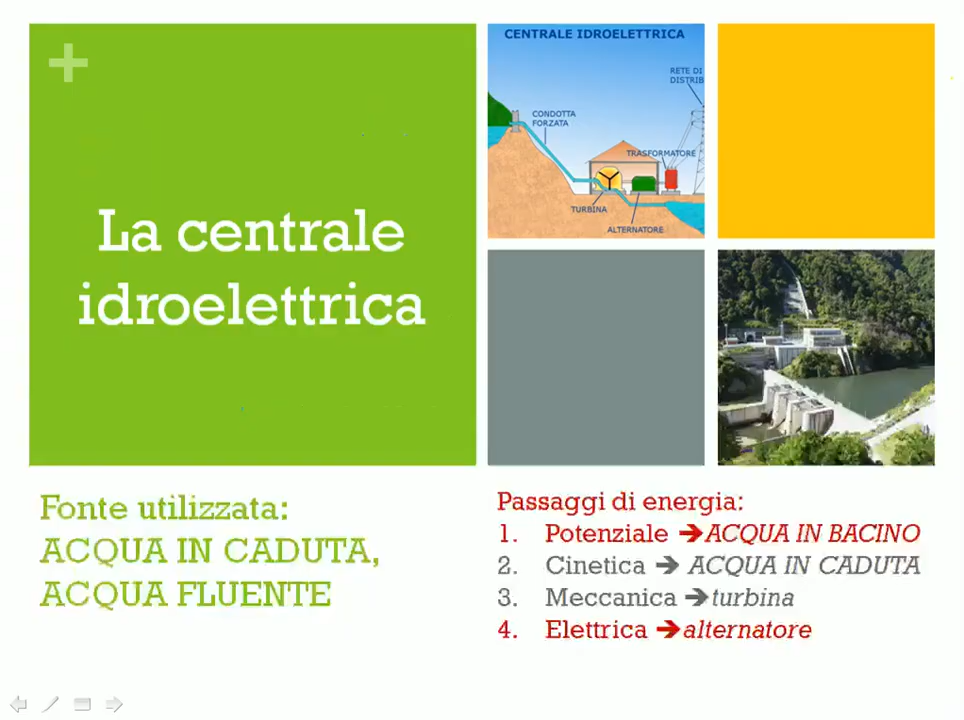 +
La centrale
idroelettrica
CENTRALE IDROELETTRICA
RETE DI
DISTRIB
CONDOTTA
FORZATA
TRASFORMATORE
TURBINA
ALTERNATORE
Fonte utilizzata:
ACQUA IN CADUTA,
ACQUA FLUENTE
Passaggi di energia:
1. Potenziale ➔ACQUA IN BACINO
2. Cinetica ➔ ACQUA IN CADUTA
3. Meccanica ➔turbina
4. Elettrica ➔alternatore